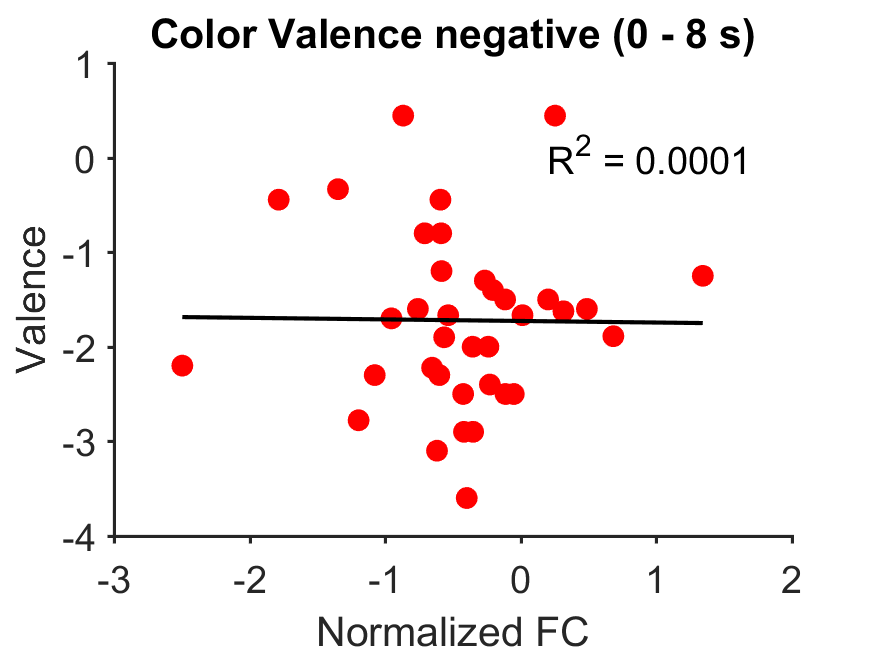 Color Valence negative (0 - 8 s)
1
0
-1
-2
-3
-4
Valence
R² = 0.0001
-3 -2 -1 0 1 2
Normalized FC